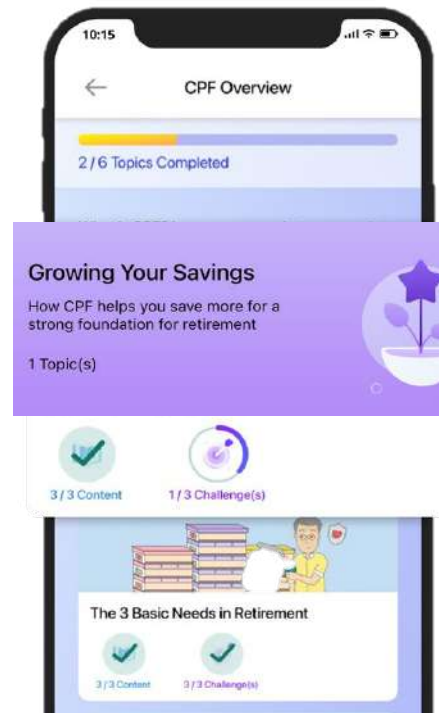 10:15
CPF Overview
2 / 6 Topics Completed
Growing Your Savings
How CPF helps you save more for a
strong foundation for retirement
1 Topic(s)
3 / 3 Content 1 / 3 Challenge(s)
The 3 Basic Needs in Retirement
3 / 3 Content 3 / 3 Challenge(s)